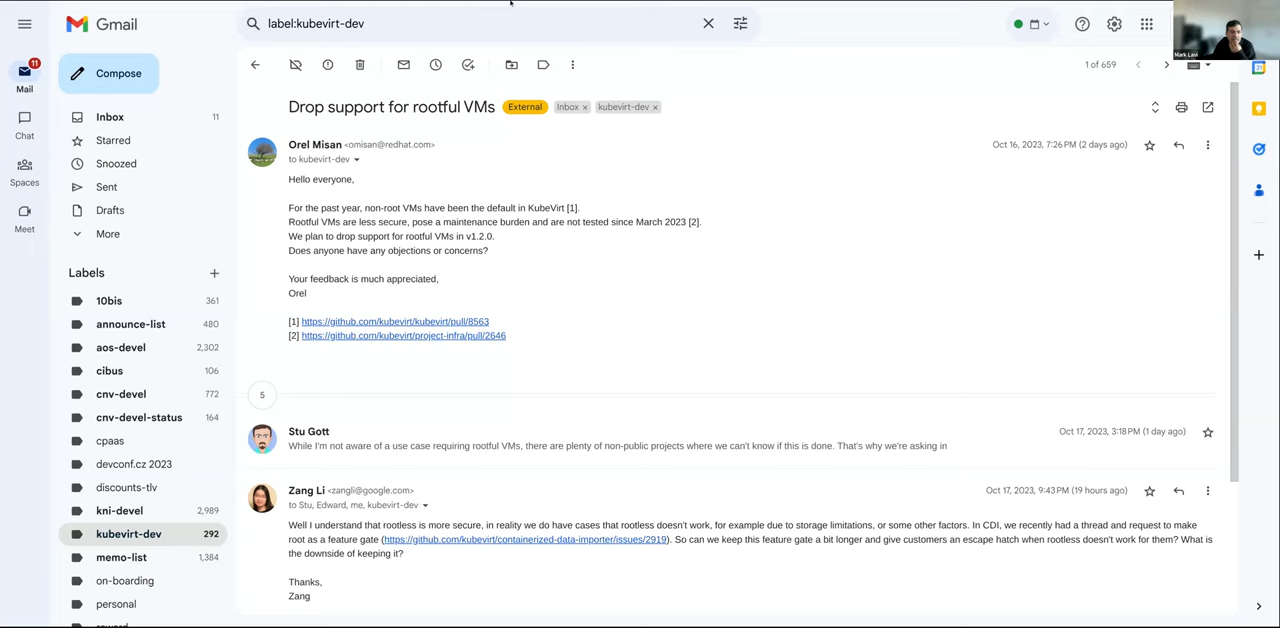 Gmail
label:kubevirt-dev
Mark Lavi
11
Mail
Chat
Spaces
Meet
Compose
Inbox 11
Starred
Snoozed
Sent
Drafts
More
Labels
10bis 361
announce-list 480
aos-devel 2,302
cibus 106
cnv-devel 772
cnv-devel-status 164
cpaas
devconf.cz 2023
discounts-tlv
kni-devel 2,989
kubevirt-dev 292
memo-list 1,384
on-boarding
personal
reward
1 of 659
Drop support for rootful VMs External Inbox × kubevirt-dev ×
Orel Misan <omisan@redhat.com> Oct 16, 2023, 7:26 PM (2 days ago)
to kubevirt-dev
Hello everyone,
For the past year, non-root VMs have been the default in KubeVirt [1].
Rootful VMs are less secure, pose a maintenance burden and are not tested since March 2023 [2].
We plan to drop support for rootful VMs in v1.2.0.
Does anyone have any objections or concerns?
Your feedback is much appreciated,
Orel
[1] https://github.com/kubevirt/kubevirt/pull/8563
[2] https://github.com/kubevirt/project-infra/pull/2646
5
Stu Gott Oct 17, 2023, 3:18 PM (1 day ago)
While I'm not aware of a use case requiring rootful VMs, there are plenty of non-public projects where we can't know if this is done. That's why we're asking in
Zang Li <zangli@google.com> Oct 17, 2023, 9:43 PM (19 hours ago)
to Stu, Edward, me, kubevirt-dev
Well I understand that rootless is more secure, in reality we do have cases that rootless doesn't work, for example due to storage limitations, or some other factors. In CDI, we recently had a thread and request to make
root as a feature gate (https://github.com/kubevirt/containerized-data-importer/issues/2919). So can we keep this feature gate a bit longer and give customers an escape hatch when rootless doesn't work for them? What is
the downside of keeping it?
Thanks,
Zang